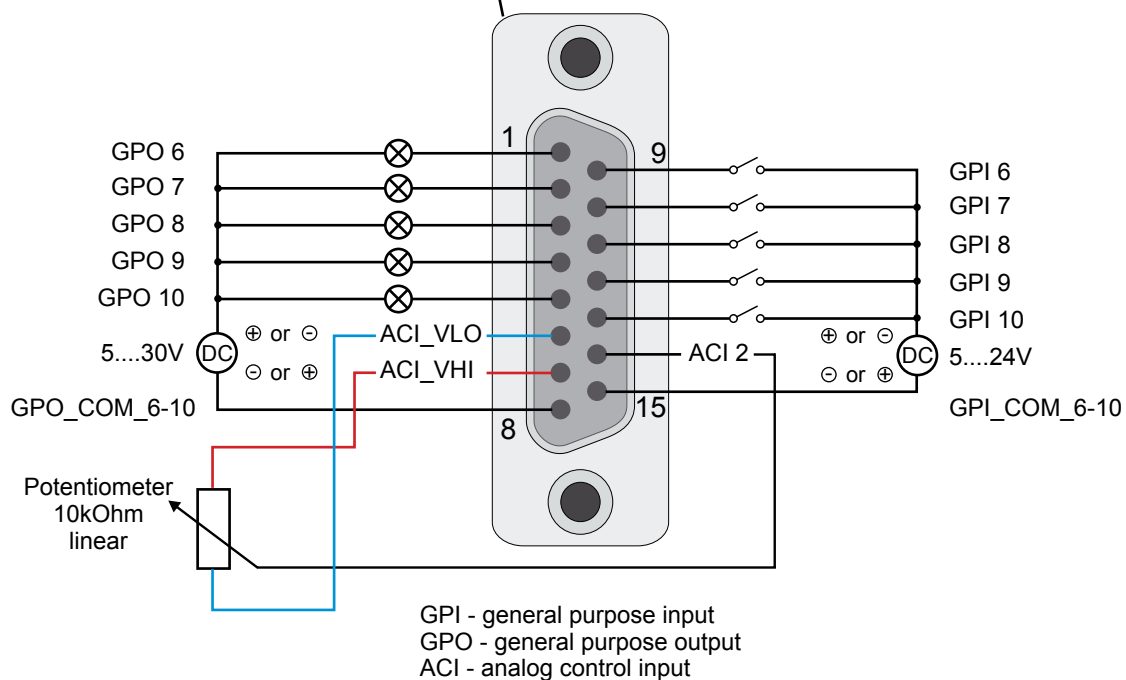 1
9
GPO 6
GPO 7
GPO 8
GPO 9
GPO 10
⊕ or ⊖
5....30V
DC
⊖ or ⊕
GPO_COM_6-10
ACI_VLO
ACI_VHI
8
GPI 6
GPI 7
GPI 8
GPI 9
GPI 10
ACI 2
⊕ or ⊖
DC
5....24V
⊖ or ⊕
15
GPI_COM_6-10
Potentiometer
10kOhm
linear
GPI - general purpose input
GPO - general purpose output
ACI - analog control input